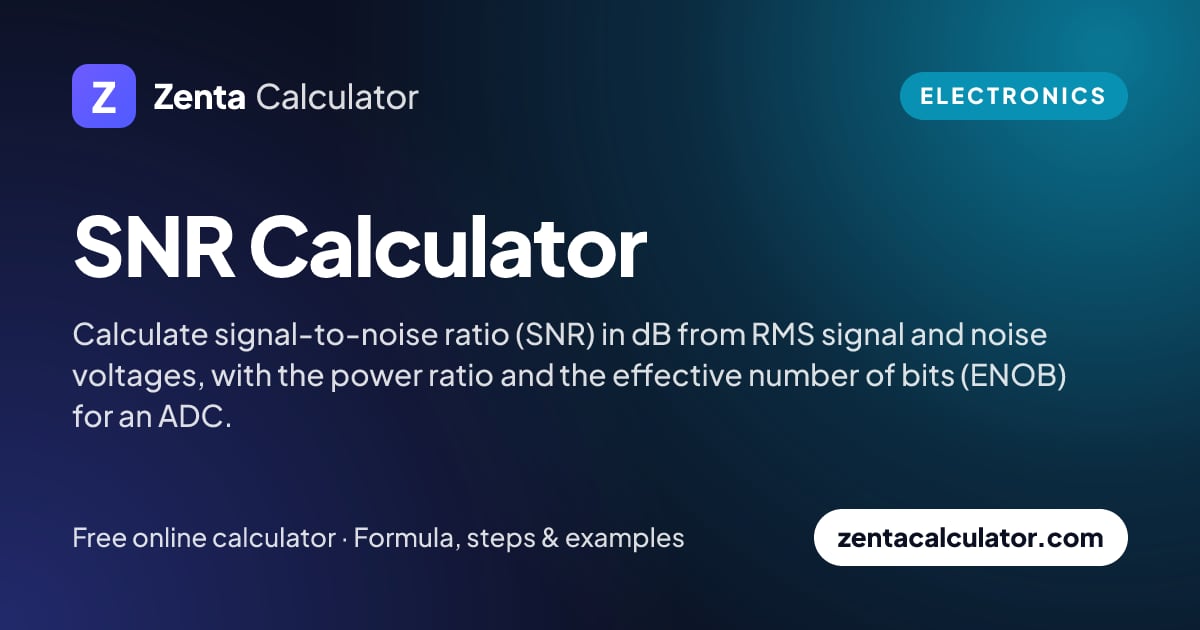 Z
Zenta Calculator
ELECTRONICS
SNR Calculator
Calculate signal-to-noise ratio (SNR) in dB from RMS signal and noise
voltages, with the power ratio and the effective number of bits (ENOB)
for an ADC.
Free online calculator · Formula, steps & examples
zentacalculator.com